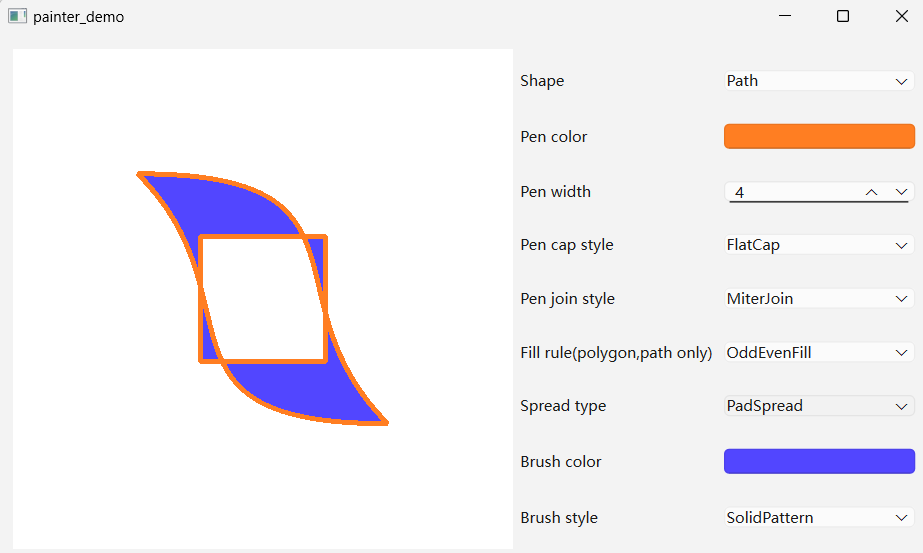 painter_demo
Shape Path
Pen color
Pen width 4
Pen cap style FlatCap
Pen join style MiterJoin
Fill rule(polygon,path only) OddEvenFill
Spread type PadSpread
Brush color
Brush style SolidPattern